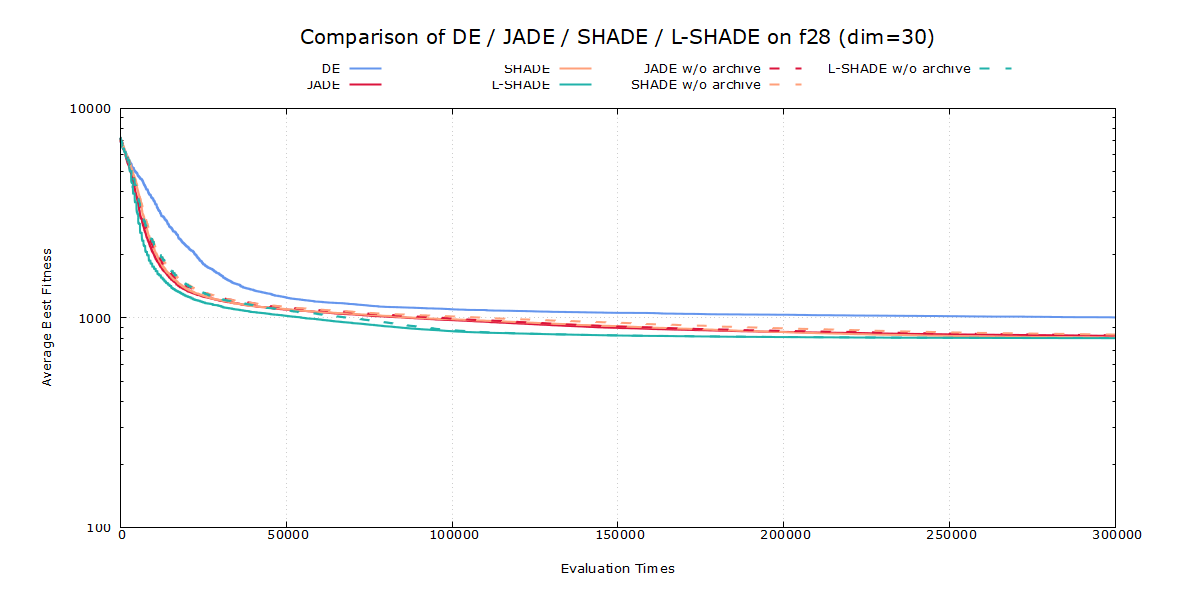 Comparison of DE / JADE / SHADE / L-SHADE on f28 (dim=30)
DE SHADE JADE w/o archive L-SHADE w/o archive
JADE L-SHADE SHADE w/o archive
10000
1000
100
Average Best Fitness
0 50000 100000 150000 200000 250000 300000
Evaluation Times